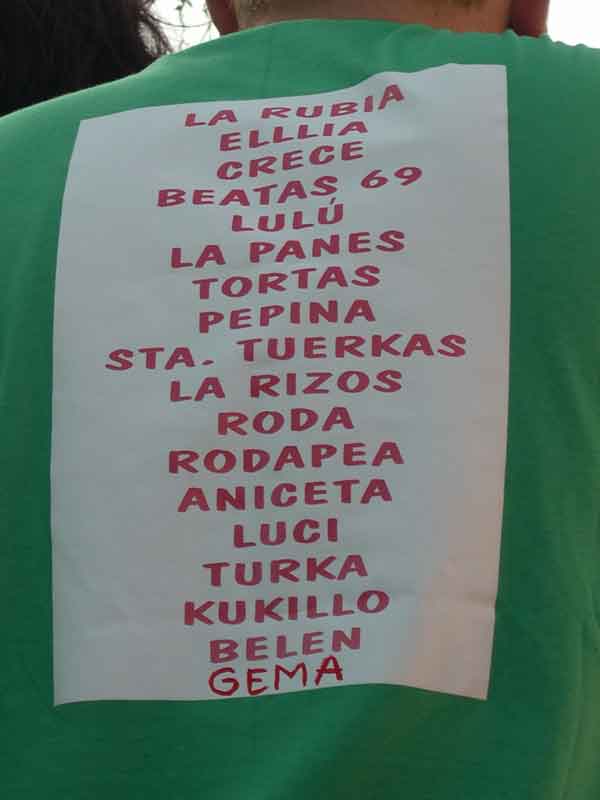 LA RUBIA
ELLLIA
CRECE
BEATAS 69
LULÚ
LA PANES
TORTAS
PEPINA
STA. TUERKAS
LA RIZOS
RODA
RODAPEA
ANICETA
LUCI
TURKA
KUKILLO
BELEN
GEMA